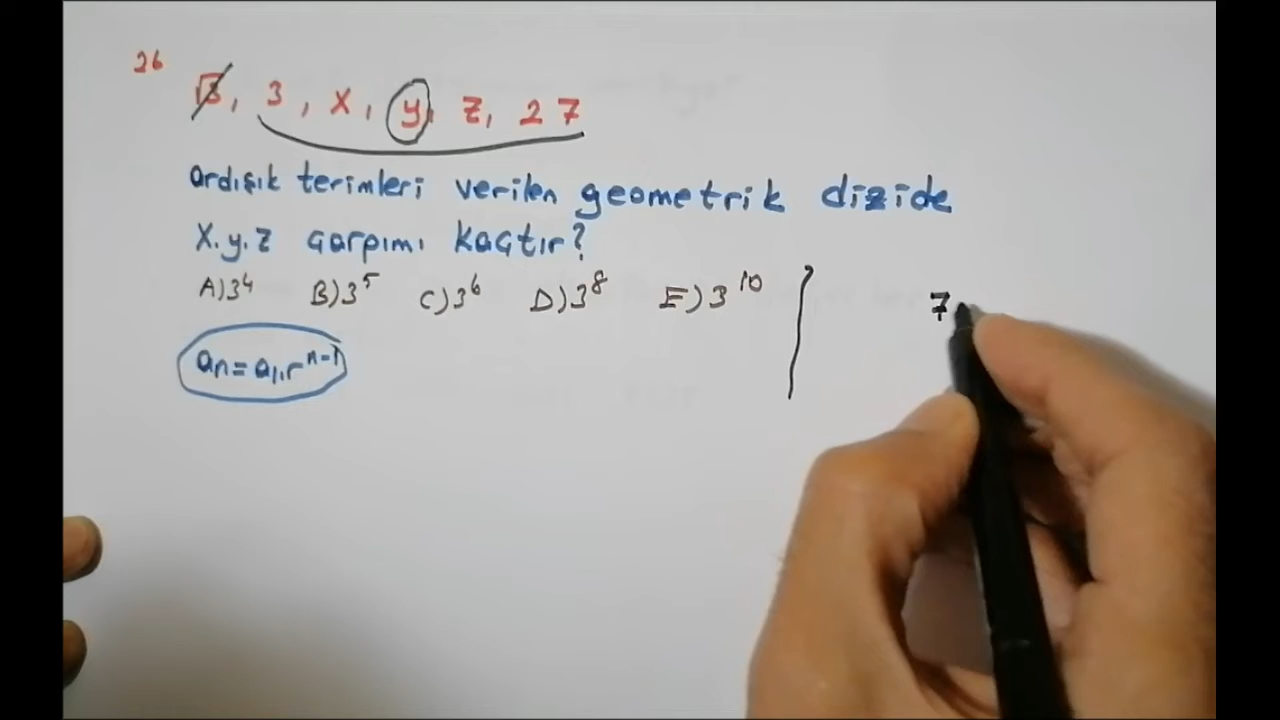 26
√3, 3, x, y, z, 27
ardışık terimleri verilen geometrik dizide
x.y.z çarpımı kaçtır?
A) 3⁴ B) 3⁵ C) 3⁶ D) 3⁸ E) 3¹⁰
7
aₙ = a₁.rⁿ⁻¹